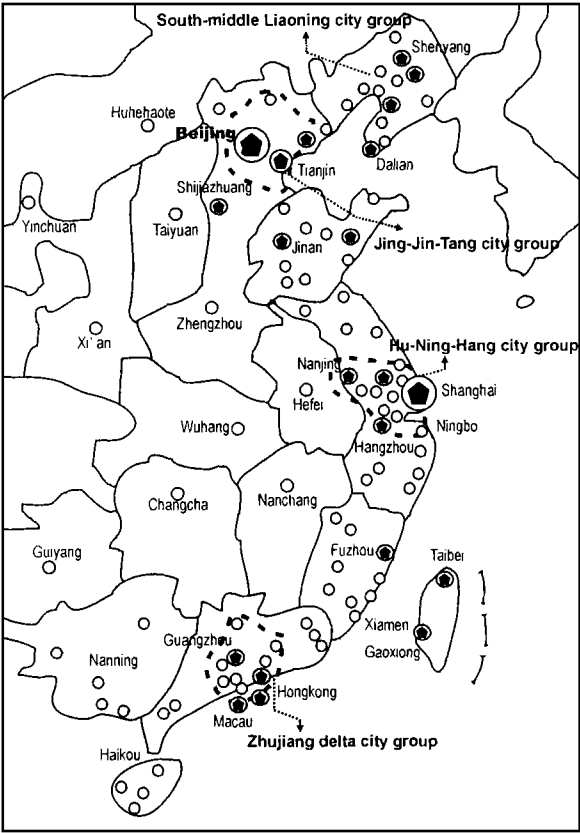 South-middle Liaoning city group
Shenyang
Huhehaote
Beijing
Tianjin
Dalian
Shijiazhuang
Yinchuan
Taiyuan
Jinan
Jing-Jin-Tang city group
Zhengzhou
Xi'an
Hu-Ning-Hang city group
Nanjing
Shanghai
Hefei
Wuhang
Ningbo
Hangzhou
Changcha
Nanchang
Guiyang
Fuzhou
Taibei
Xiamen
Guangzhou
Gaoxiong
Nanning
Hongkong
Macau
Zhujiang delta city group
Haikou